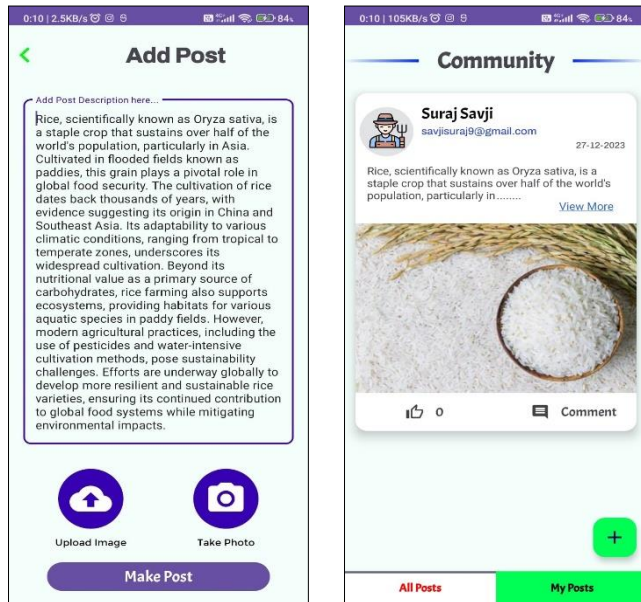 0:10 | 2.5KB/s
84%
Add Post
Add Post Description here...
Rice, scientifically known as Oryza sativa, is
a staple crop that sustains over half of the
world's population, particularly in Asia.
Cultivated in flooded fields known as
paddies, this grain plays a pivotal role in
global food security. The cultivation of rice
dates back thousands of years, with
evidence suggesting its origin in China and
Southeast Asia. Its adaptability to various
climatic conditions, ranging from tropical to
temperate zones, underscores its
widespread cultivation. Beyond its
nutritional value as a primary source of
carbohydrates, rice farming also supports
ecosystems, providing habitats for various
aquatic species in paddy fields. However,
modern agricultural practices, including the
use of pesticides and water-intensive
cultivation methods, pose sustainability
challenges. Efforts are underway globally to
develop more resilient and sustainable rice
varieties, ensuring its continued contribution
to global food systems while mitigating
environmental impacts.
Upload Image
Take Photo
Make Post
0:10 | 105KB/s
84%
Community
Suraj Savji
savjisuraj9@gmail.com
27-12-2023
Rice, scientifically known as Oryza sativa, is a
staple crop that sustains over half of the world's
population, particularly in........
View More
0
Comment
+
All Posts
My Posts